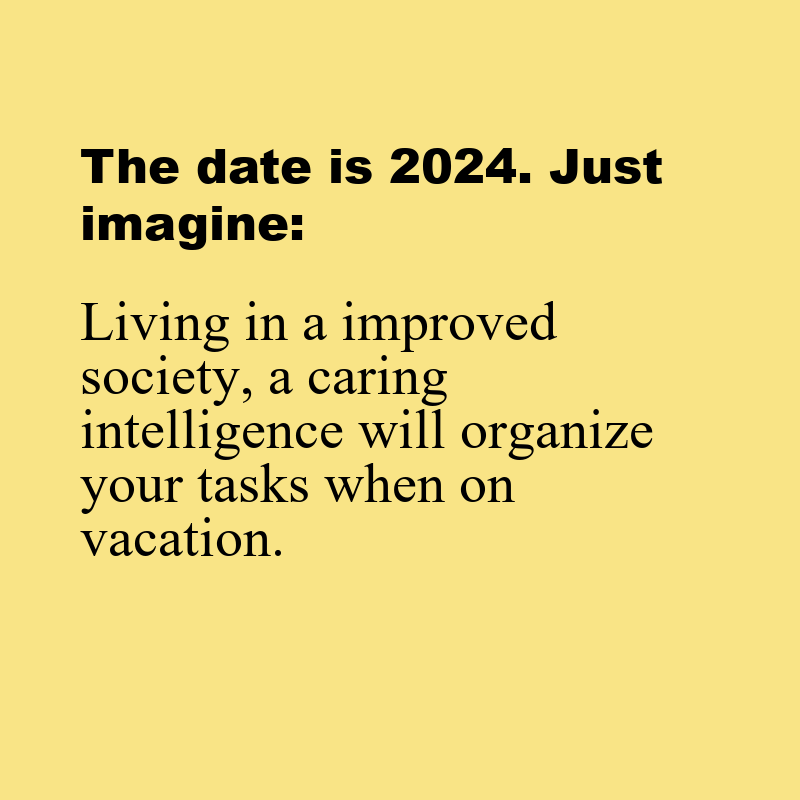 The date is 2024. Just
imagine:
Living in a improved
society, a caring
intelligence will organize
your tasks when on
vacation.